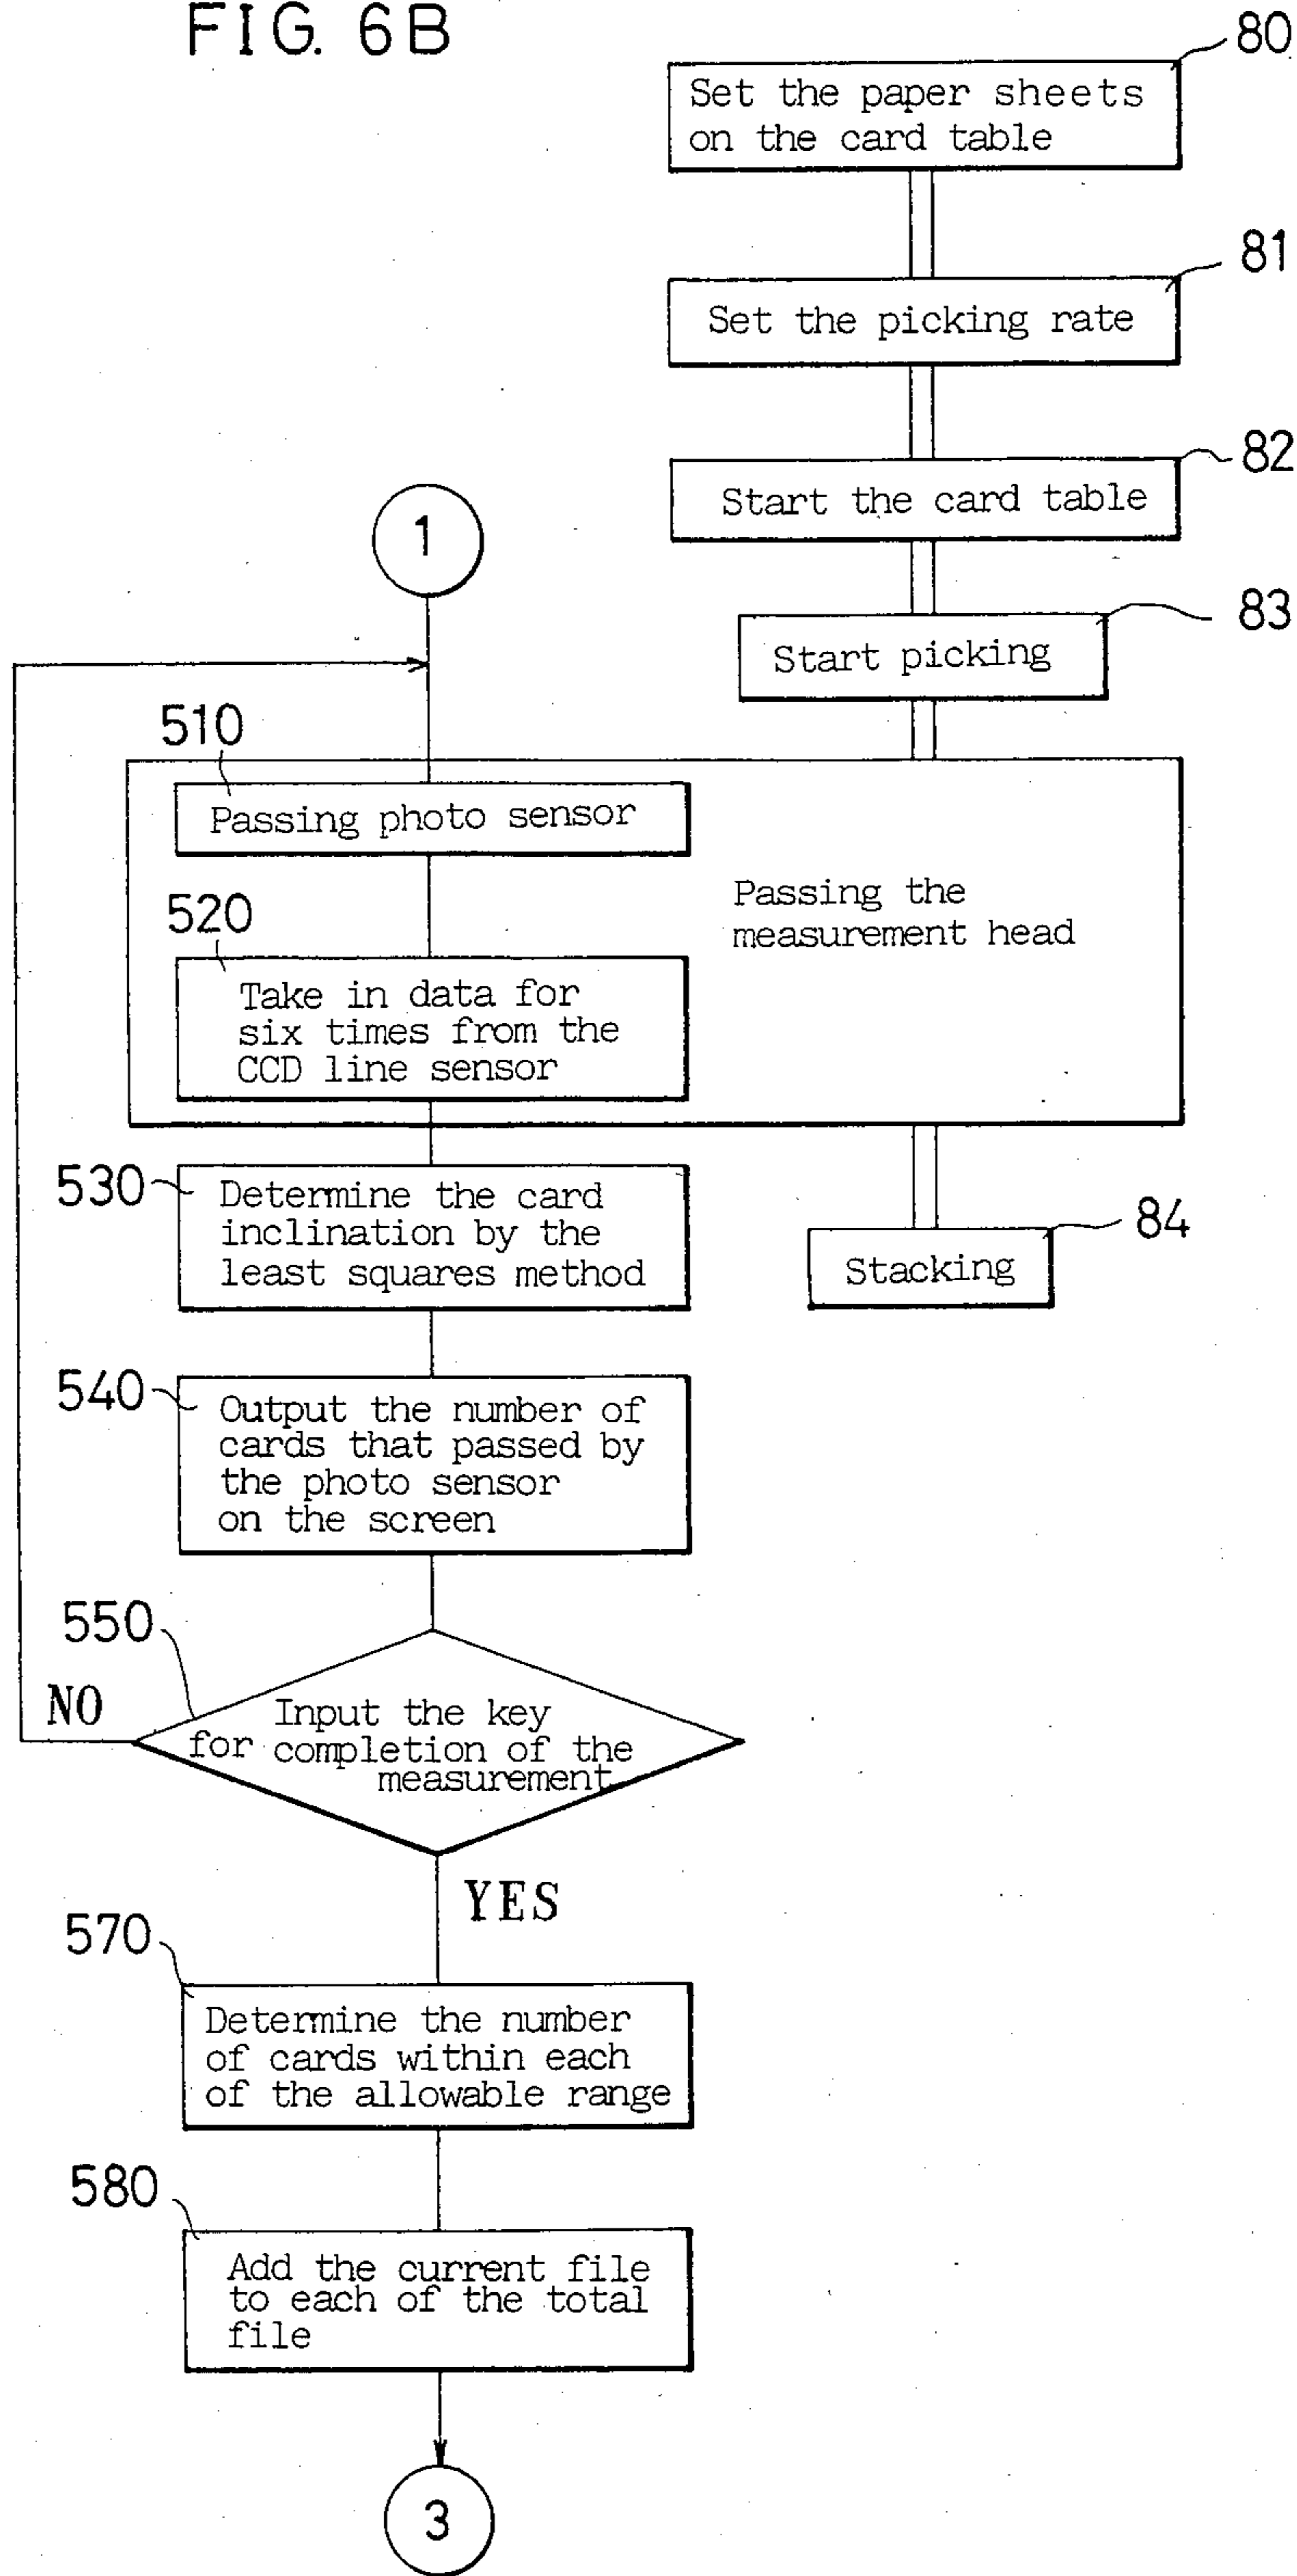 FIG. 6B
80
Set the paper sheets
on the card table
81
Set the picking rate
82
Start the card table
1
83
Start picking
510
Passing photo sensor
Passing the
measurement head
520
Take in data for
six times from the
CCD line sensor
530
Determine the card
inclination by the
least squares method
84
Stacking
540
Output the number of
cards that passed by
the photo sensor
on the screen
550
NO
Input the key
for completion of the
measurement
YES
570
Determine the number
of cards within each
of the allowable range
580
Add the current file
to each of the total
file
3